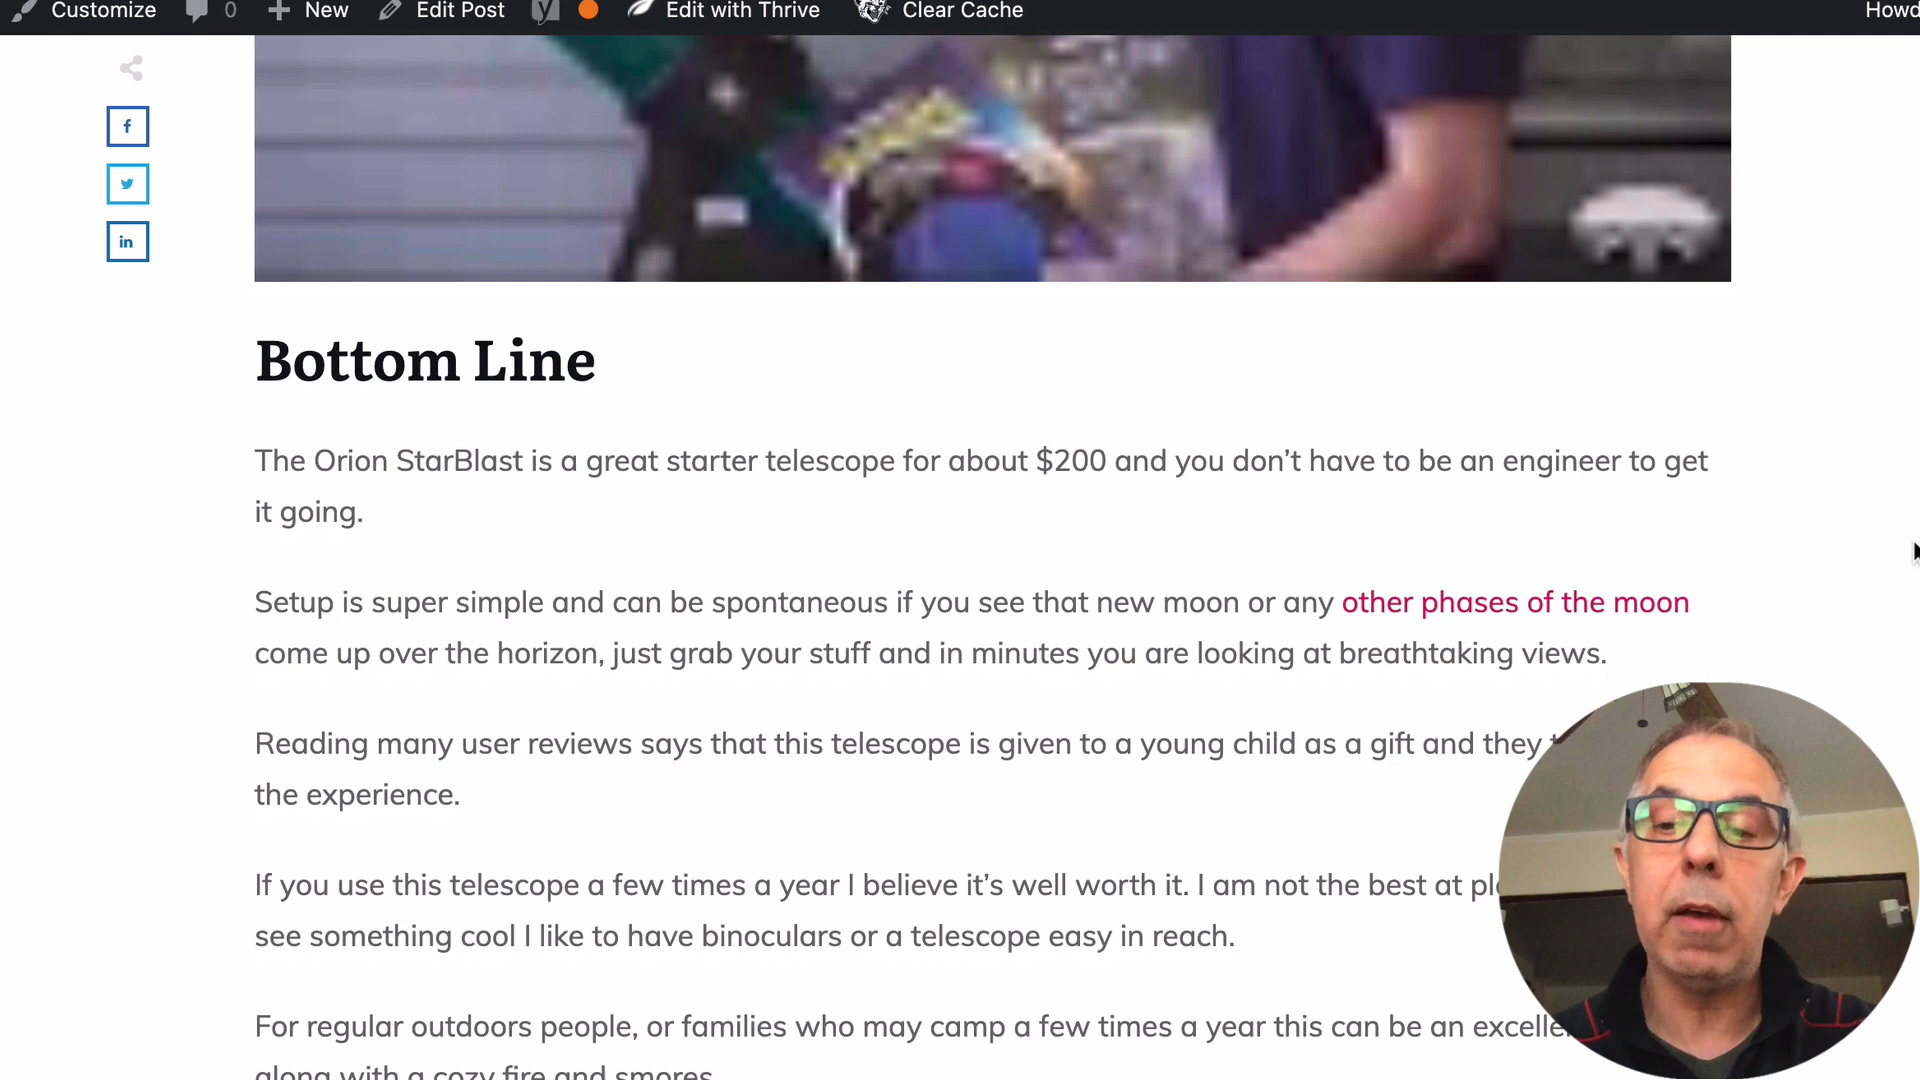 Customize 0 New Edit Post Edit with Thrive Clear Cache Howd
f
in
Bottom Line
The Orion StarBlast is a great starter telescope for about $200 and you don’t have to be an engineer to get
it going.
Setup is super simple and can be spontaneous if you see that new moon or any other phases of the moon
come up over the horizon, just grab your stuff and in minutes you are looking at breathtaking views.
Reading many user reviews says that this telescope is given to a young child as a gift and they
the experience.
If you use this telescope a few times a year I believe it’s well worth it. I am not the best at
see something cool I like to have binoculars or a telescope easy in reach.
For regular outdoors people, or families who may camp a few times a year this can be an
along with a cozy fire and smores